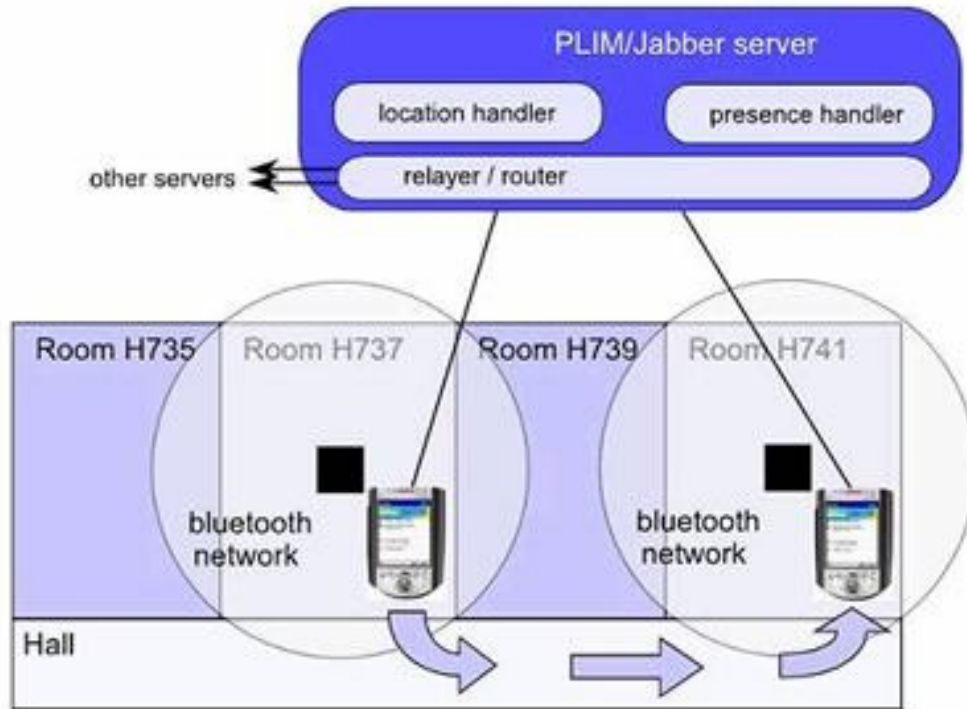 PLIM/Jabber server
location handler
presence handler
other servers
relayer / router
Room H735
Room H737
Room H739
Room H741
bluetooth
network
bluetooth
network
Hall